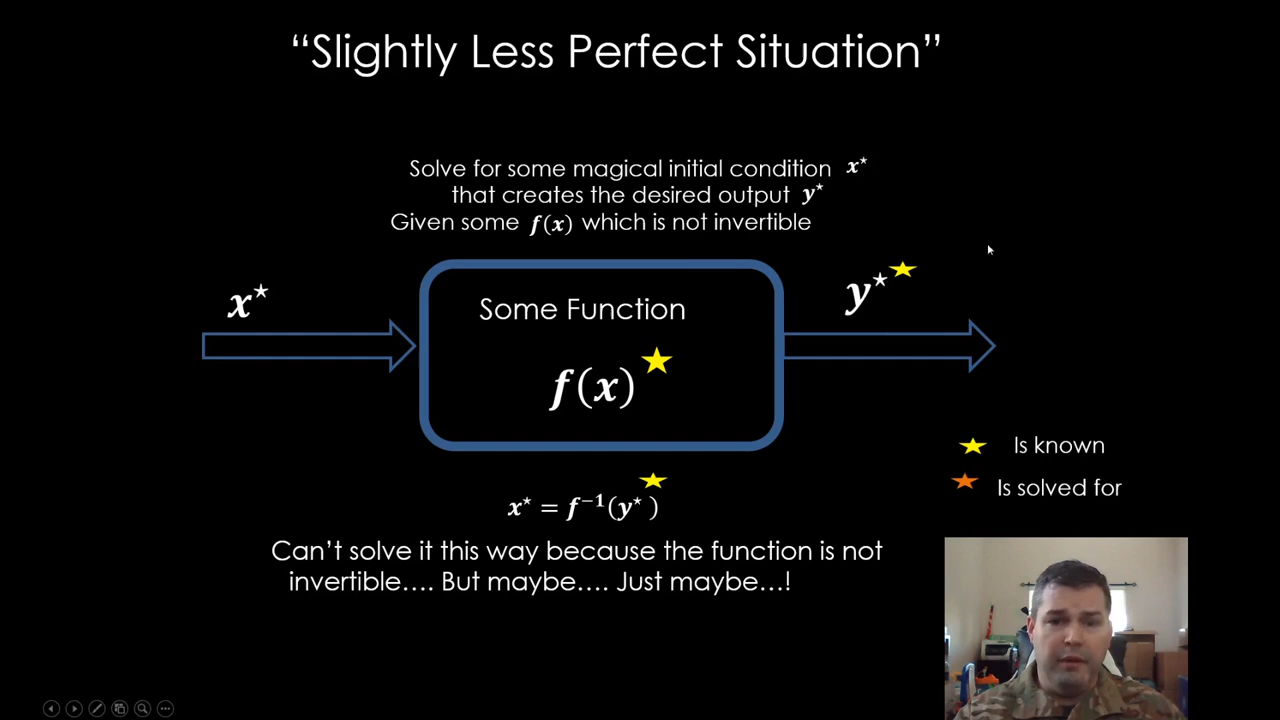 “Slightly Less Perfect Situation”
Solve for some magical initial condition x*
that creates the desired output y*
Given some f(x) which is not invertible
x*
Some Function
f(x)
y*
Is known
Is solved for
x* = f⁻¹(y*)
Can’t solve it this way because the function is not
invertible…. But maybe…. Just maybe…!